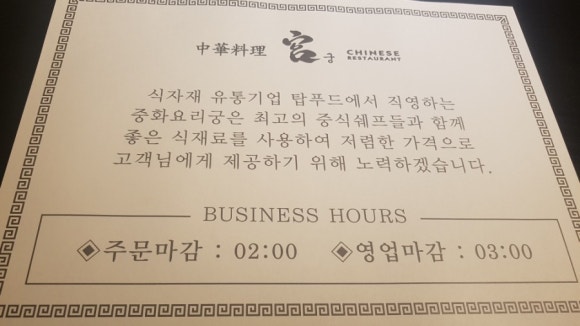 中華料理 宮 궁 CHINESE RESTAURANT
식자재 유통기업 탑푸드에서 직영하는
중화요리궁은 최고의 중식쉐프들과 함께
좋은 식재료를 사용하여 저렴한 가격으로
고객님에게 제공하기 위해 노력하겠습니다.
BUSINESS HOURS
◈주문마감 : 02:00 ◈영업마감 : 03:00